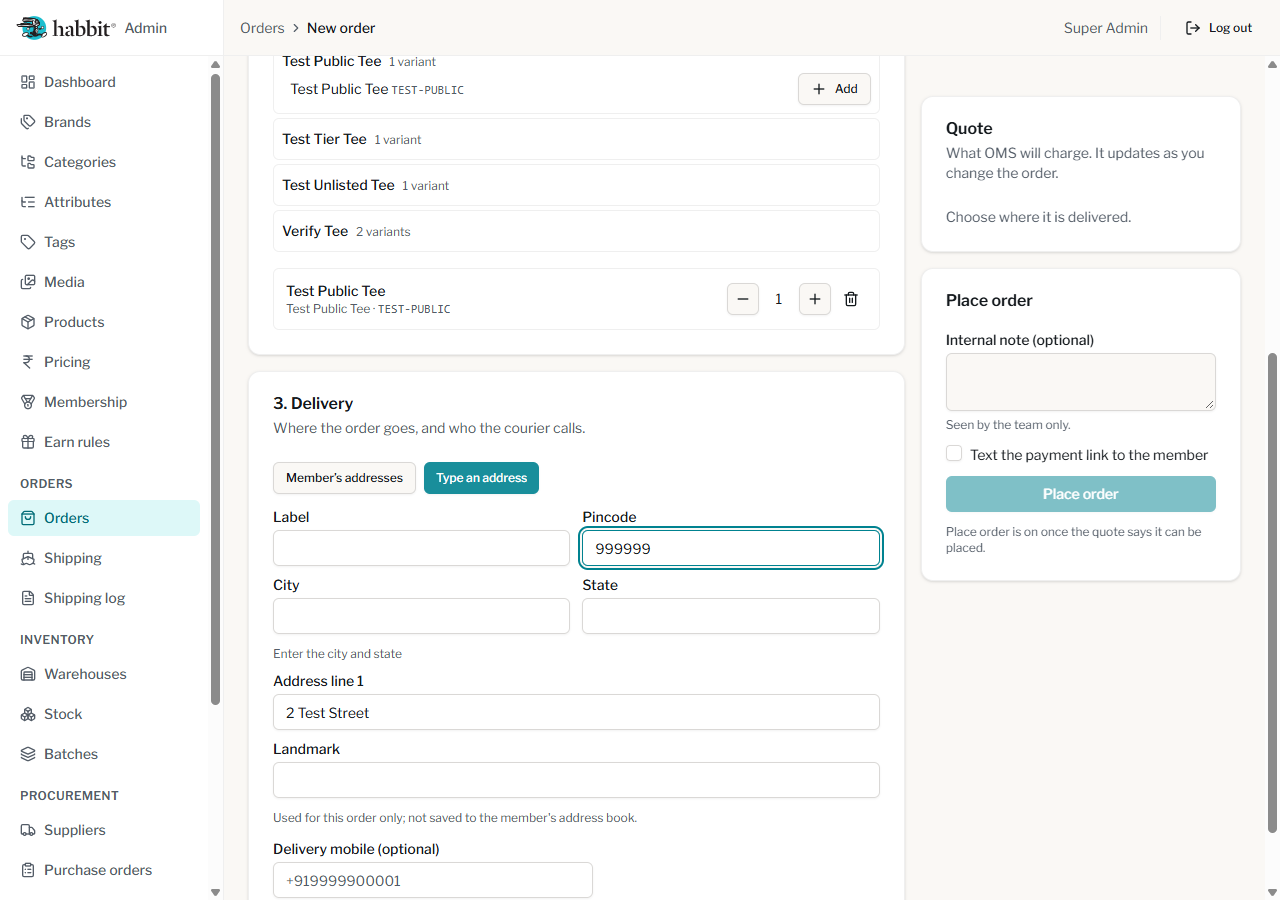 habbit® Admin
Orders > New order
Super Admin
Log out
Dashboard
Brands
Categories
Attributes
Tags
Media
Products
Pricing
Membership
Earn rules
ORDERS
Orders
Shipping
Shipping log
INVENTORY
Warehouses
Stock
Batches
PROCUREMENT
Suppliers
Purchase orders
Test Public Tee 1 variant
Test Public Tee TEST-PUBLIC
Add
Test Tier Tee 1 variant
Test Unlisted Tee 1 variant
Verify Tee 2 variants
Test Public Tee
Test Public Tee · TEST-PUBLIC
1
3. Delivery
Where the order goes, and who the courier calls.
Member's addresses
Type an address
Label
Pincode
999999
City
State
Enter the city and state
Address line 1
2 Test Street
Landmark
Used for this order only; not saved to the member's address book.
Delivery mobile (optional)
+919999900001
Quote
What OMS will charge. It updates as you
change the order.
Choose where it is delivered.
Place order
Internal note (optional)
Seen by the team only.
Text the payment link to the member
Place order
Place order is on once the quote says it can be
placed.